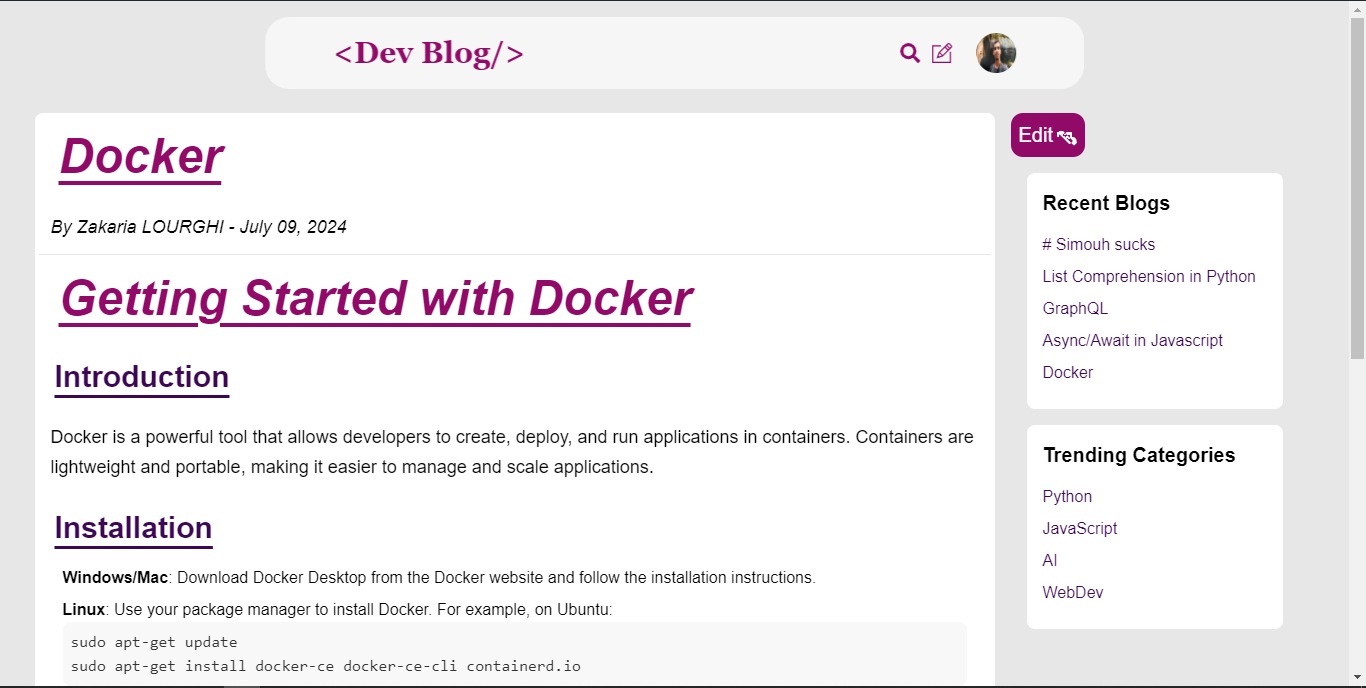 <Dev Blog/>
Docker
By Zakaria LOURGHI - July 09, 2024
Getting Started with Docker
Introduction
Docker is a powerful tool that allows developers to create, deploy, and run applications in containers. Containers are
lightweight and portable, making it easier to manage and scale applications.
Installation
Windows/Mac: Download Docker Desktop from the Docker website and follow the installation instructions.
Linux: Use your package manager to install Docker. For example, on Ubuntu:
sudo apt-get update
sudo apt-get install docker-ce docker-ce-cli containerd.io
Edit
Recent Blogs
# Simouh sucks
List Comprehension in Python
GraphQL
Async/Await in Javascript
Docker
Trending Categories
Python
JavaScript
AI
WebDev